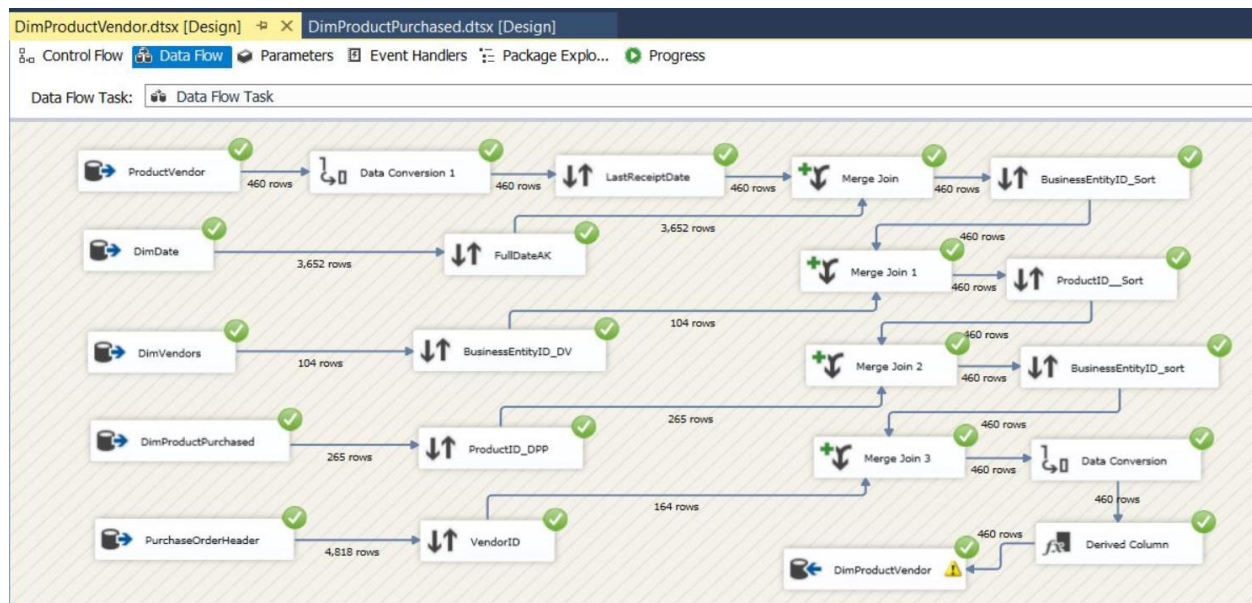 DimProductVendor.dtsx [Design] DimProductPurchased.dtsx [Design]
Control Flow Data Flow Parameters Event Handlers Package Explo... Progress
Data Flow Task: Data Flow Task
ProductVendor
460 rows
Data Conversion 1
460 rows
LastReceiptDate
460 rows
Merge Join
460 rows
BusinessEntityID_Sort
460 rows
DimDate
3,652 rows
FullDateAK
3,652 rows
Merge Join 1
460 rows
ProductID__Sort
460 rows
DimVendors
104 rows
BusinessEntityID_DV
104 rows
Merge Join 2
460 rows
BusinessEntityID_sort
460 rows
DimProductPurchased
265 rows
ProductID_DPP
265 rows
Merge Join 3
460 rows
Data Conversion
460 rows
PurchaseOrderHeader
4,818 rows
VendorID
164 rows
Derived Column
460 rows
DimProductVendor